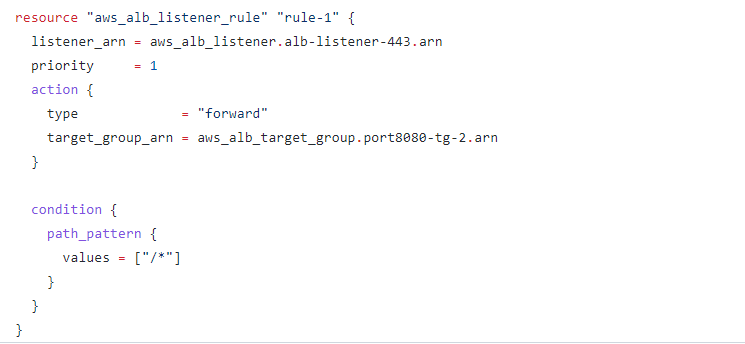 resource "aws_alb_listener_rule" "rule-1" {
  listener_arn = aws_alb_listener.alb-listener-443.arn
  priority     = 1
  action {
    type             = "forward"
    target_group_arn = aws_alb_target_group.port8080-tg-2.arn
  }

  condition {
    path_pattern {
      values = ["/*"]
    }
  }
}